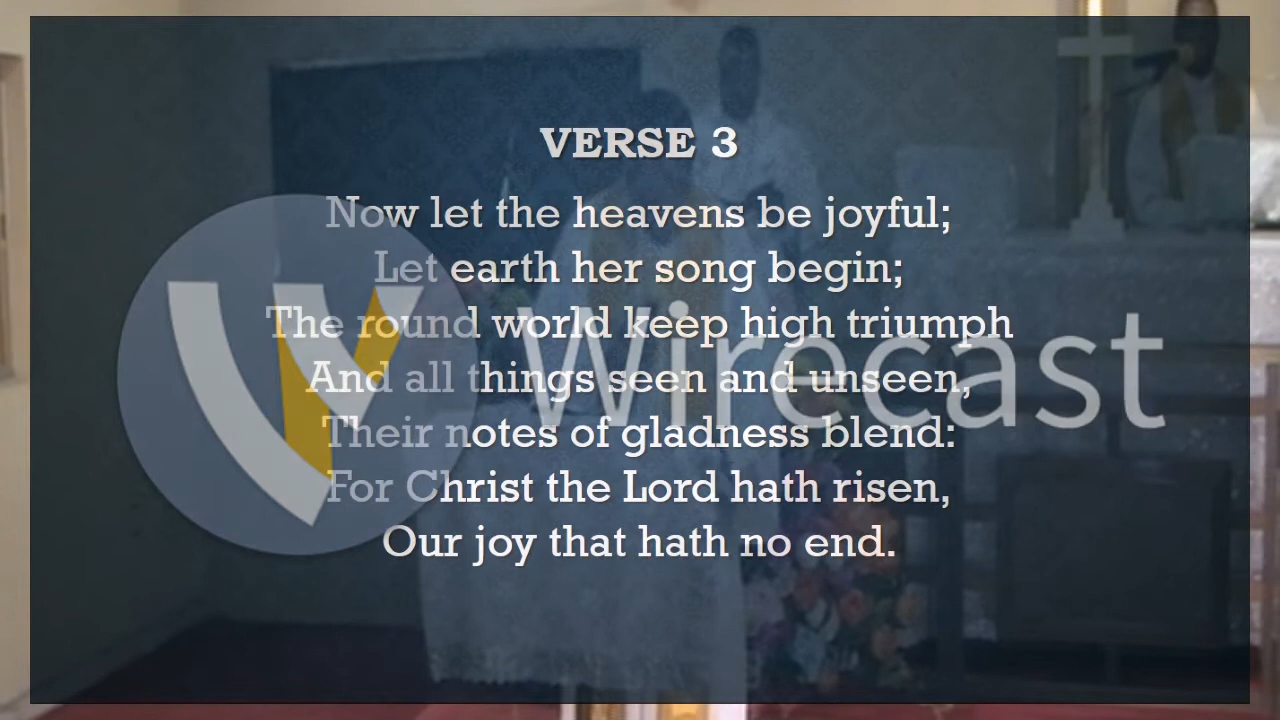 VERSE 3
Now let the heavens be joyful;
Let earth her song begin;
The round world keep high triumph
And all things seen and unseen,
Their notes of gladness blend:
For Christ the Lord hath risen,
Our joy that hath no end.
Wirecast